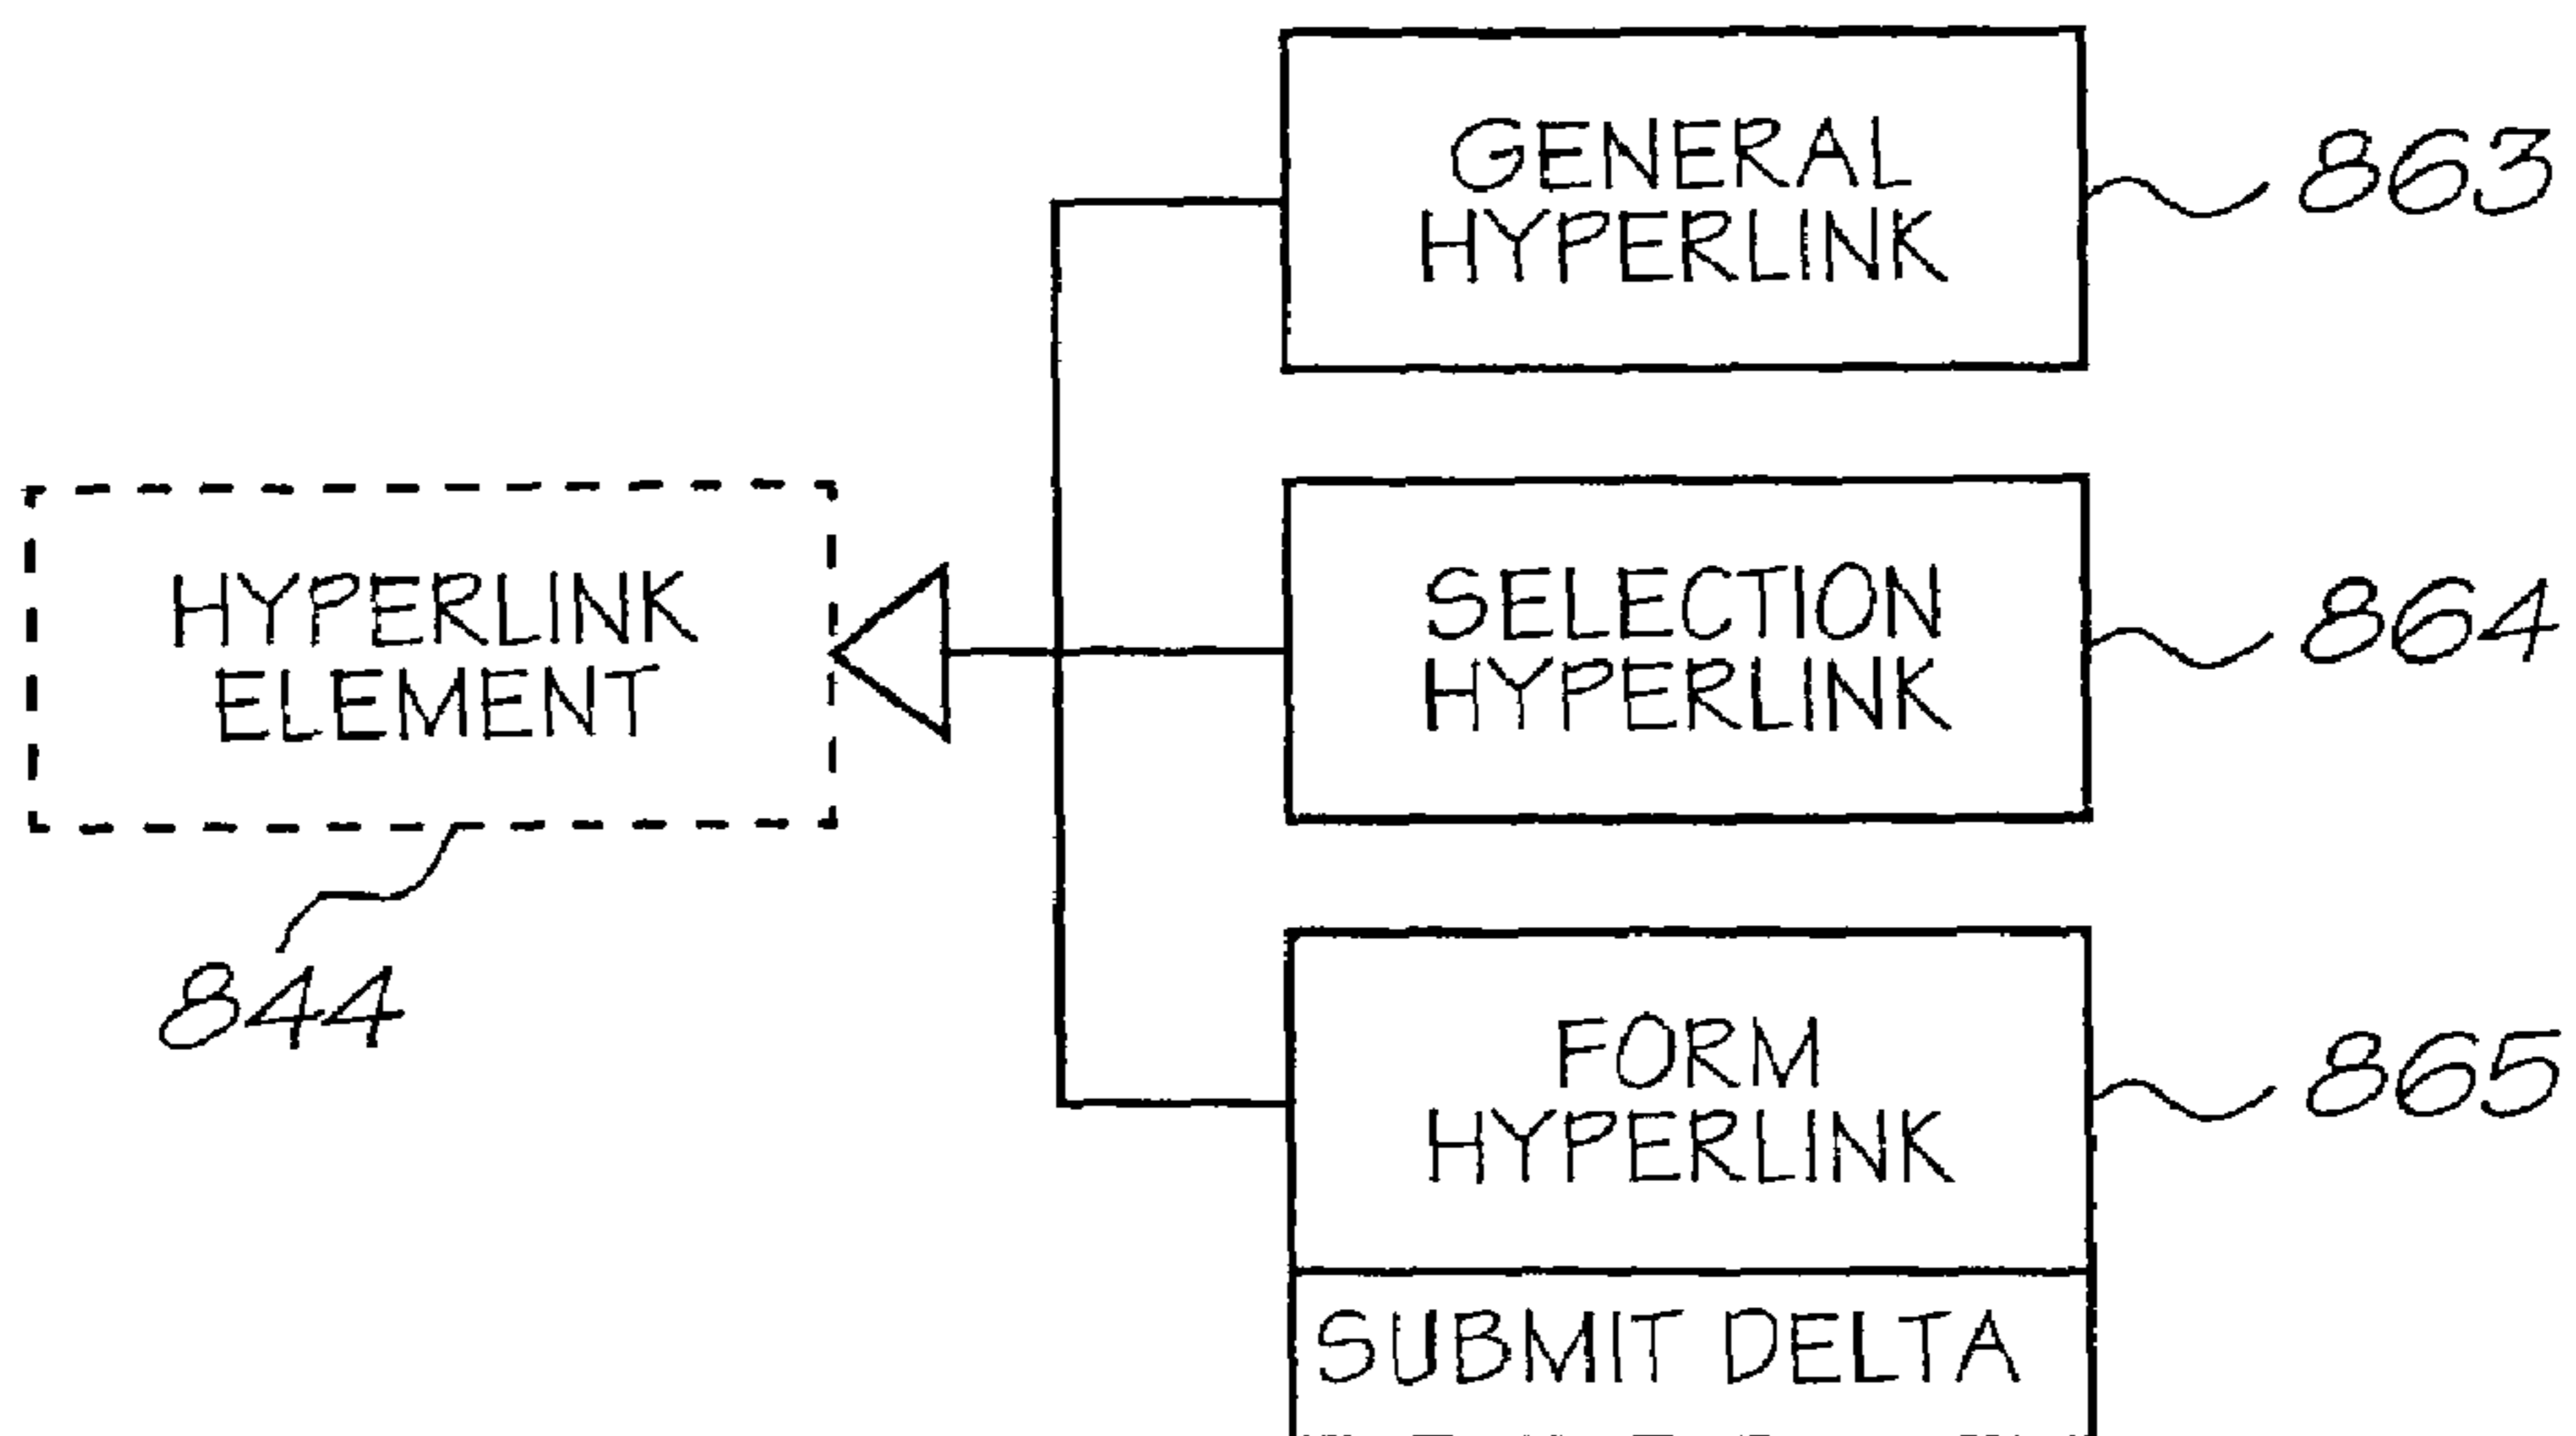 GENERAL
HYPERLINK
863
HYPERLINK
ELEMENT
844
SELECTION
HYPERLINK
864
FORM
HYPERLINK
865
SUBMIT DELTA